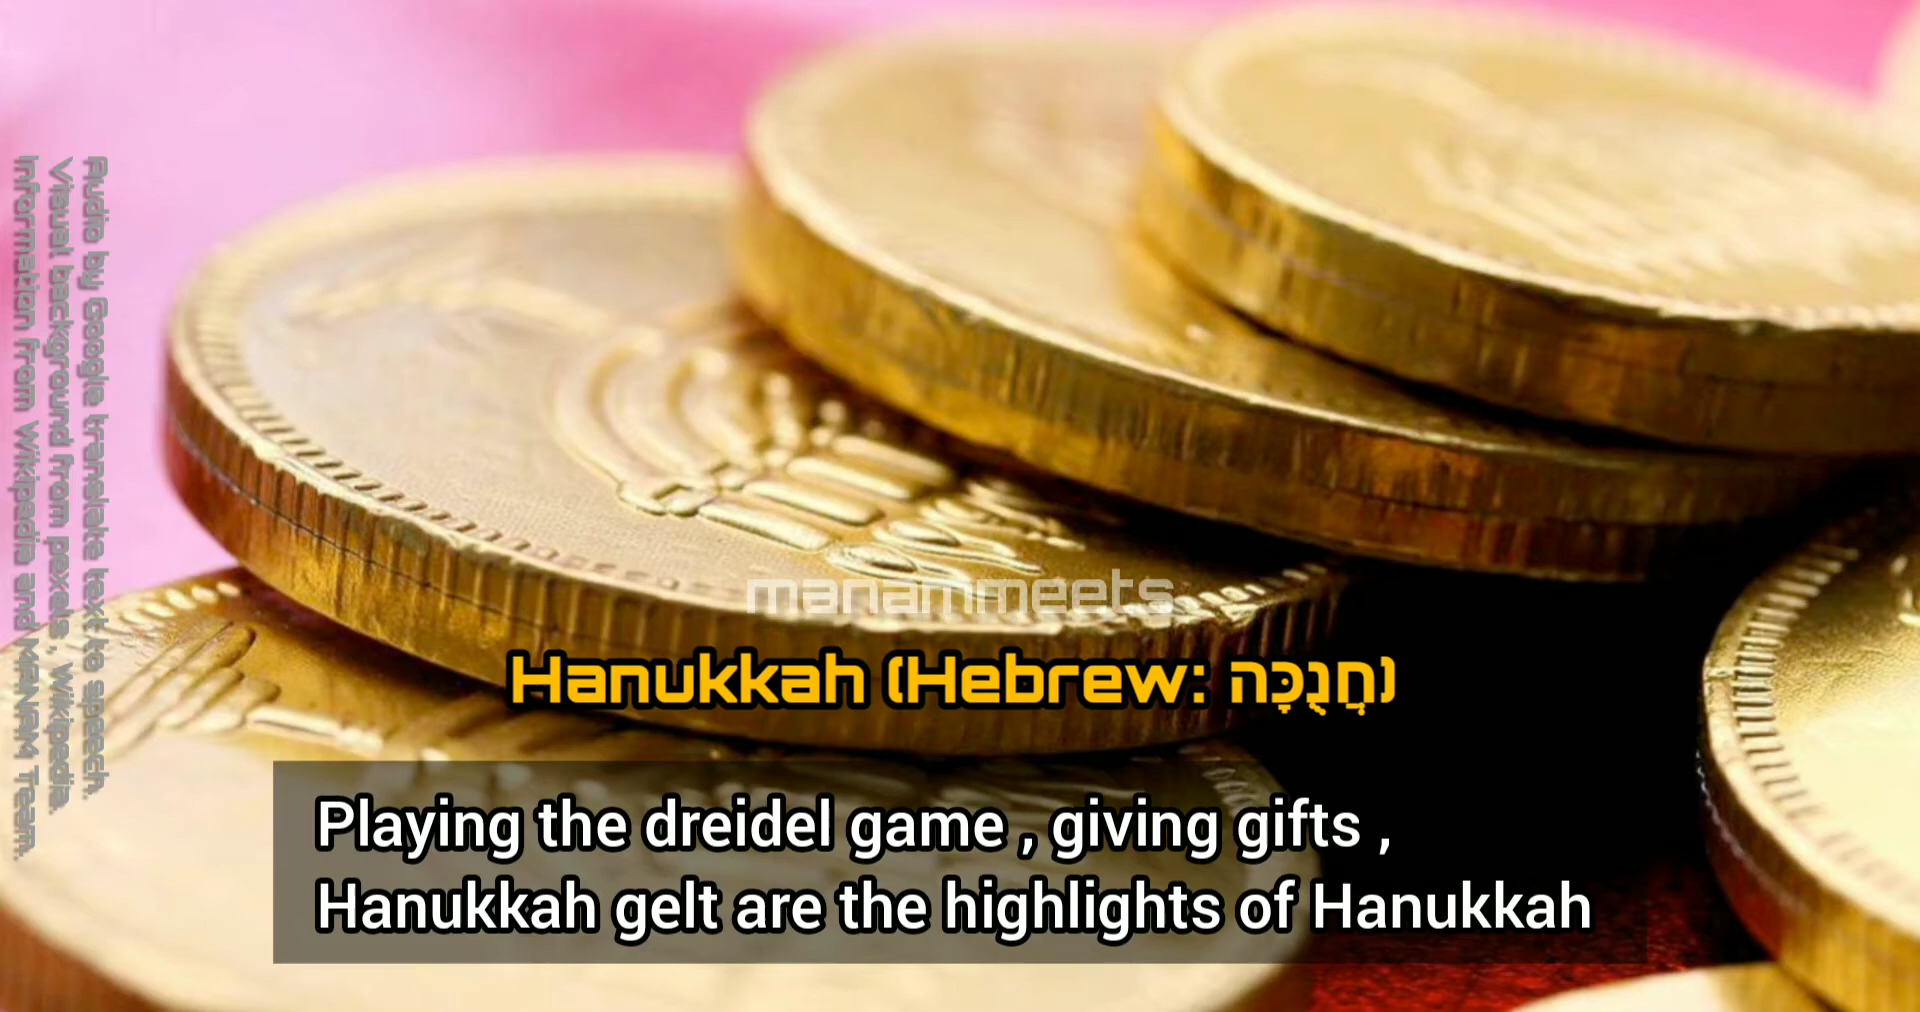 Audio by Google translate text to speech.
Visual background from pexels , Wikipedia.
Information from Wikipedia and MANAM Team.
manammeets
Hanukkah (Hebrew: חֲנֻכָּה)
Playing the dreidel game , giving gifts ,
Hanukkah gelt are the highlights of Hanukkah